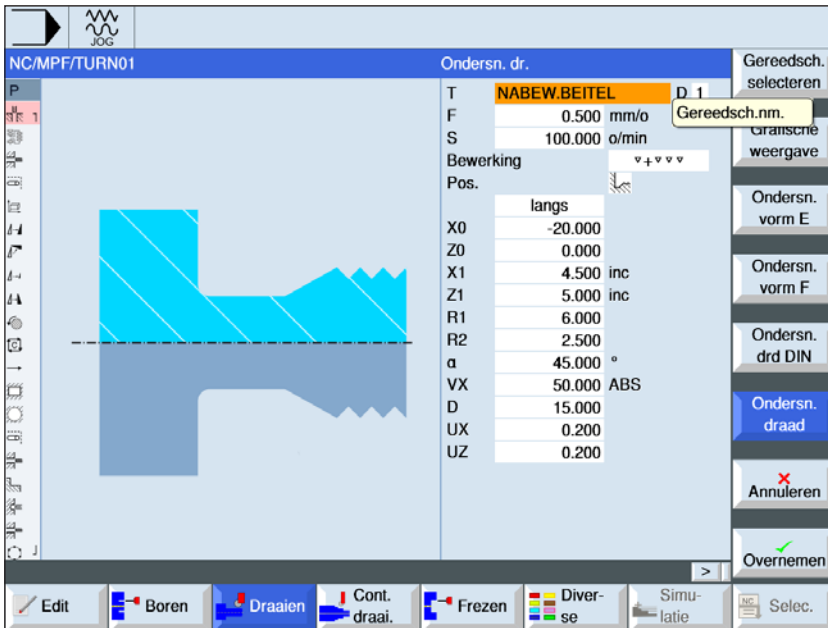 JOG
NC/MPF/TURN01
Ondersn. dr.
P
1
T NABEW.BEITEL D 1
Gereedsch.nm.
F 0.500 mm/o
S 100.000 o/min
Bewerking ▿+▿▿▿
Pos.
langs
X0 -20.000
Z0 0.000
X1 4.500 inc
Z1 5.000 inc
R1 6.000
R2 2.500
α 45.000 °
VX 50.000 ABS
D 15.000
UX 0.200
UZ 0.200
>
Gereedsch.
selecteren
Grafische
weergave
Ondersn.
vorm E
Ondersn.
vorm F
Ondersn.
drd DIN
Ondersn.
draad
Annuleren
Overnemen
Edit
Boren
Draaien
Cont.
draai.
Frezen
Diver-
se
Simu-
latie
NC
Selec.